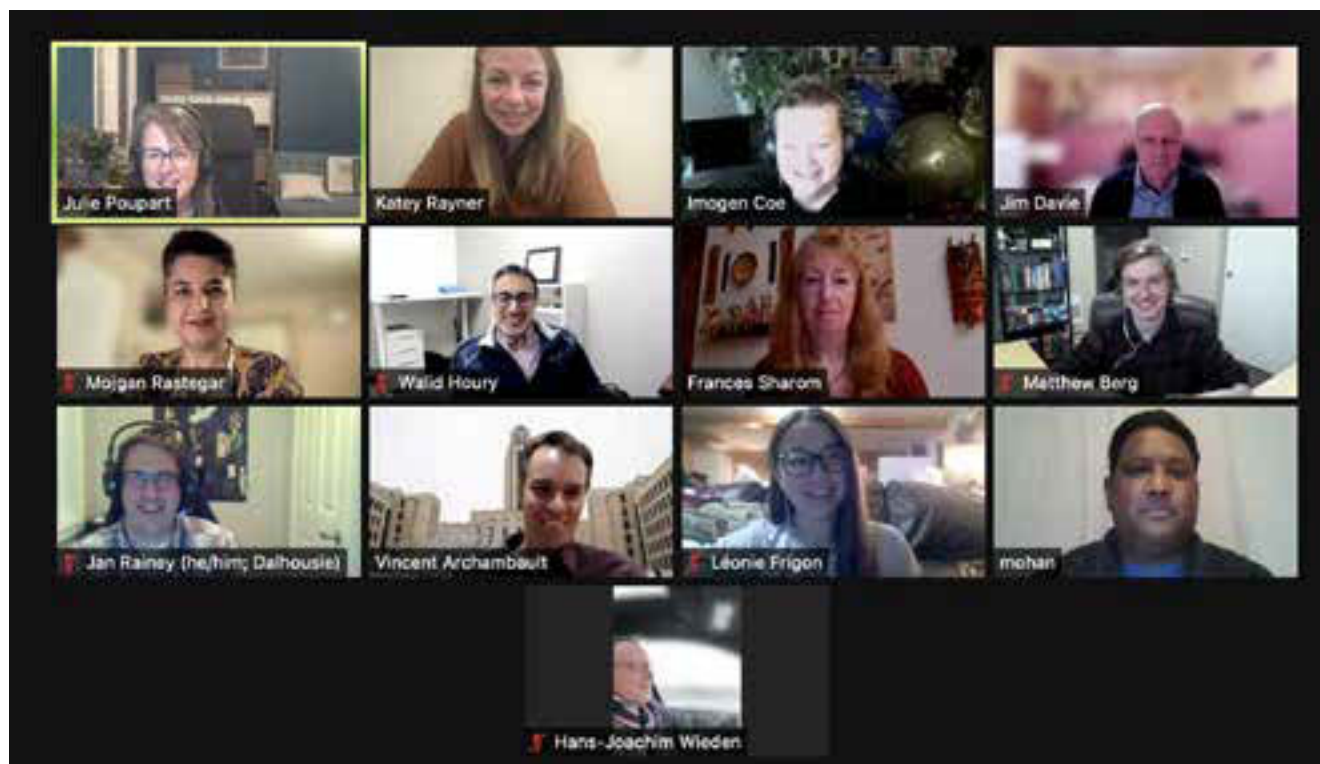 Julie Poupart
Katey Rayner
Imogen Coe
Jim Davie
Mojgan Rastegar
Walid Houry
Frances Sharom
Matthew Berg
Jan Rainey (he/him; Dalhousie)
Vincent Archambault
Léonie Frigon
mohan
Hans-Joachim Wieden